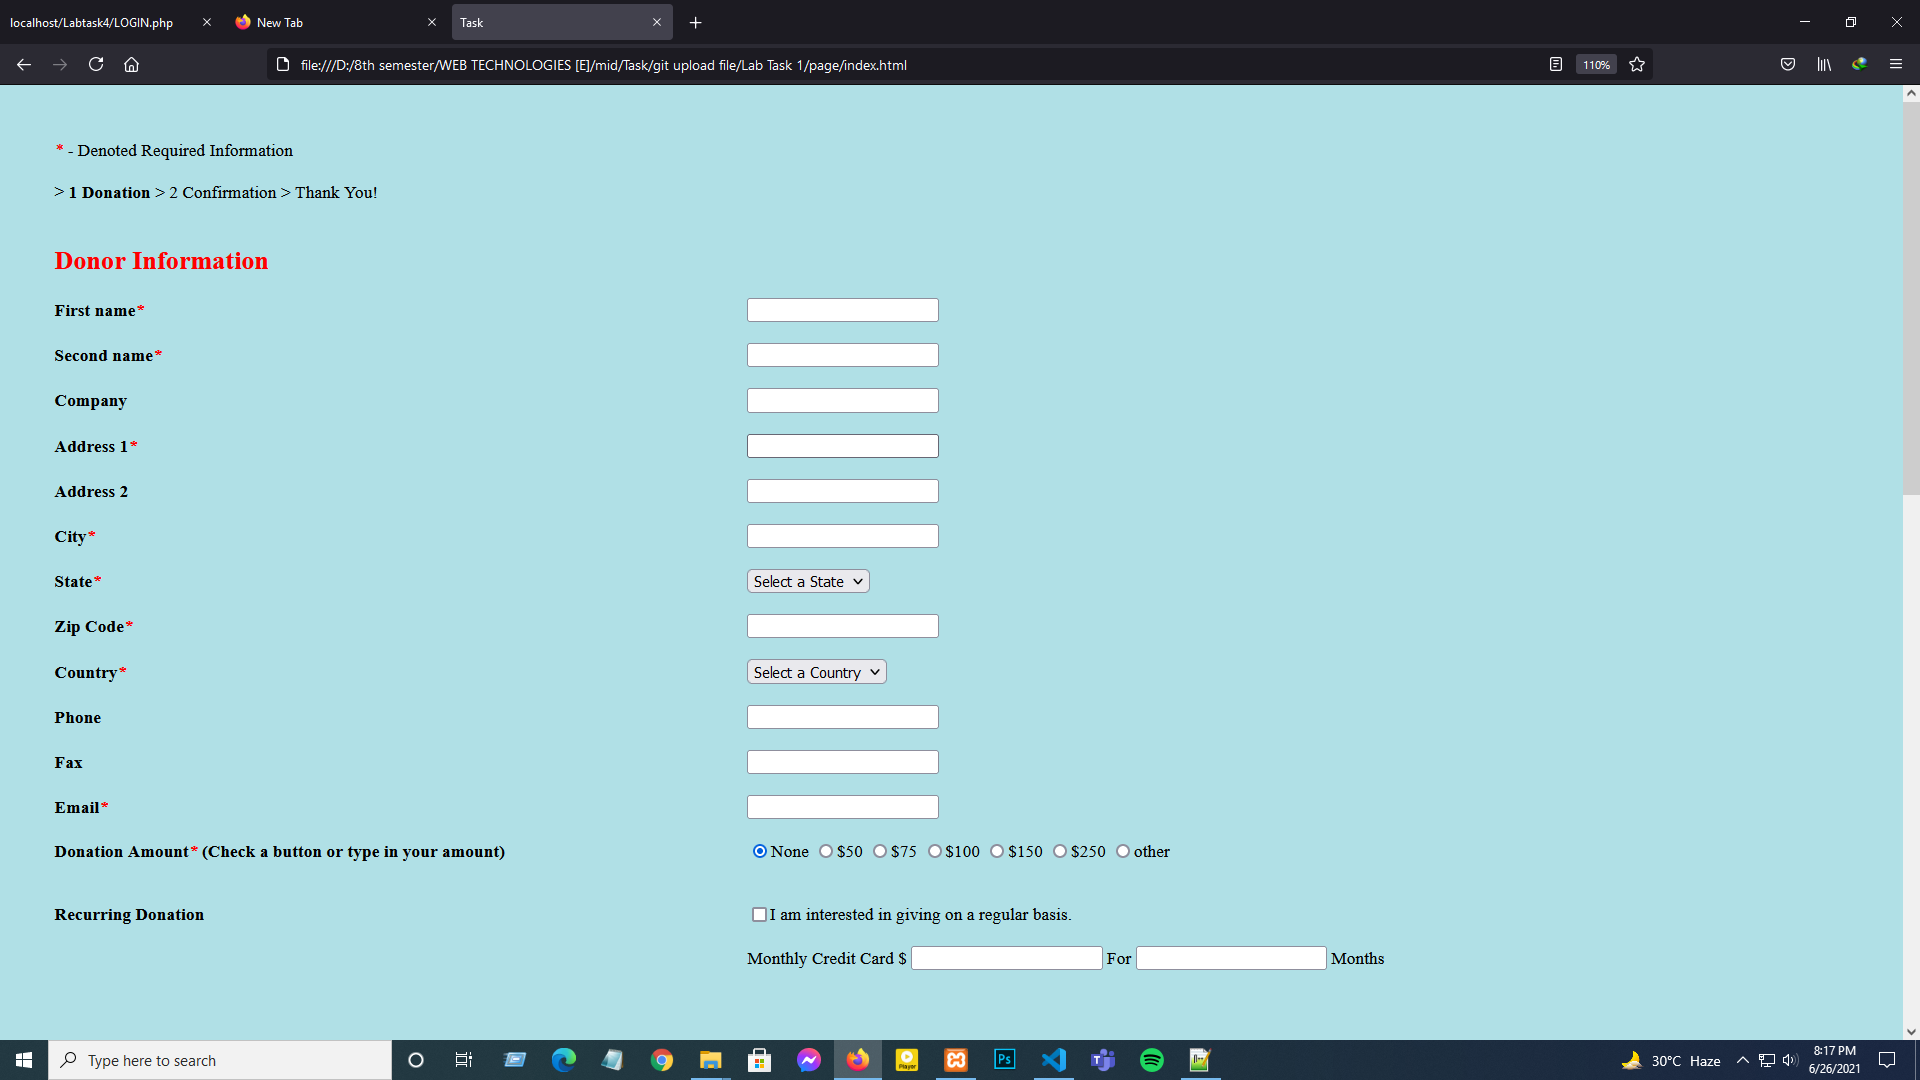 localhost/Labtask4/LOGIN.php New Tab Task
file:///D:/8th semester/WEB TECHNOLOGIES [E]/mid/Task/git upload file/Lab Task 1/page/index.html 110%
* - Denoted Required Information
> 1 Donation > 2 Confirmation > Thank You!
Donor Information
First name*
Second name*
Company
Address 1*
Address 2
City*
State* Select a State
Zip Code*
Country* Select a Country
Phone
Fax
Email*
Donation Amount* (Check a button or type in your amount) None $50 $75 $100 $150 $250 other
Recurring Donation I am interested in giving on a regular basis.
Monthly Credit Card $ For Months
Type here to search Player Ps 30°C Haze 8:17 PM
6/26/2021